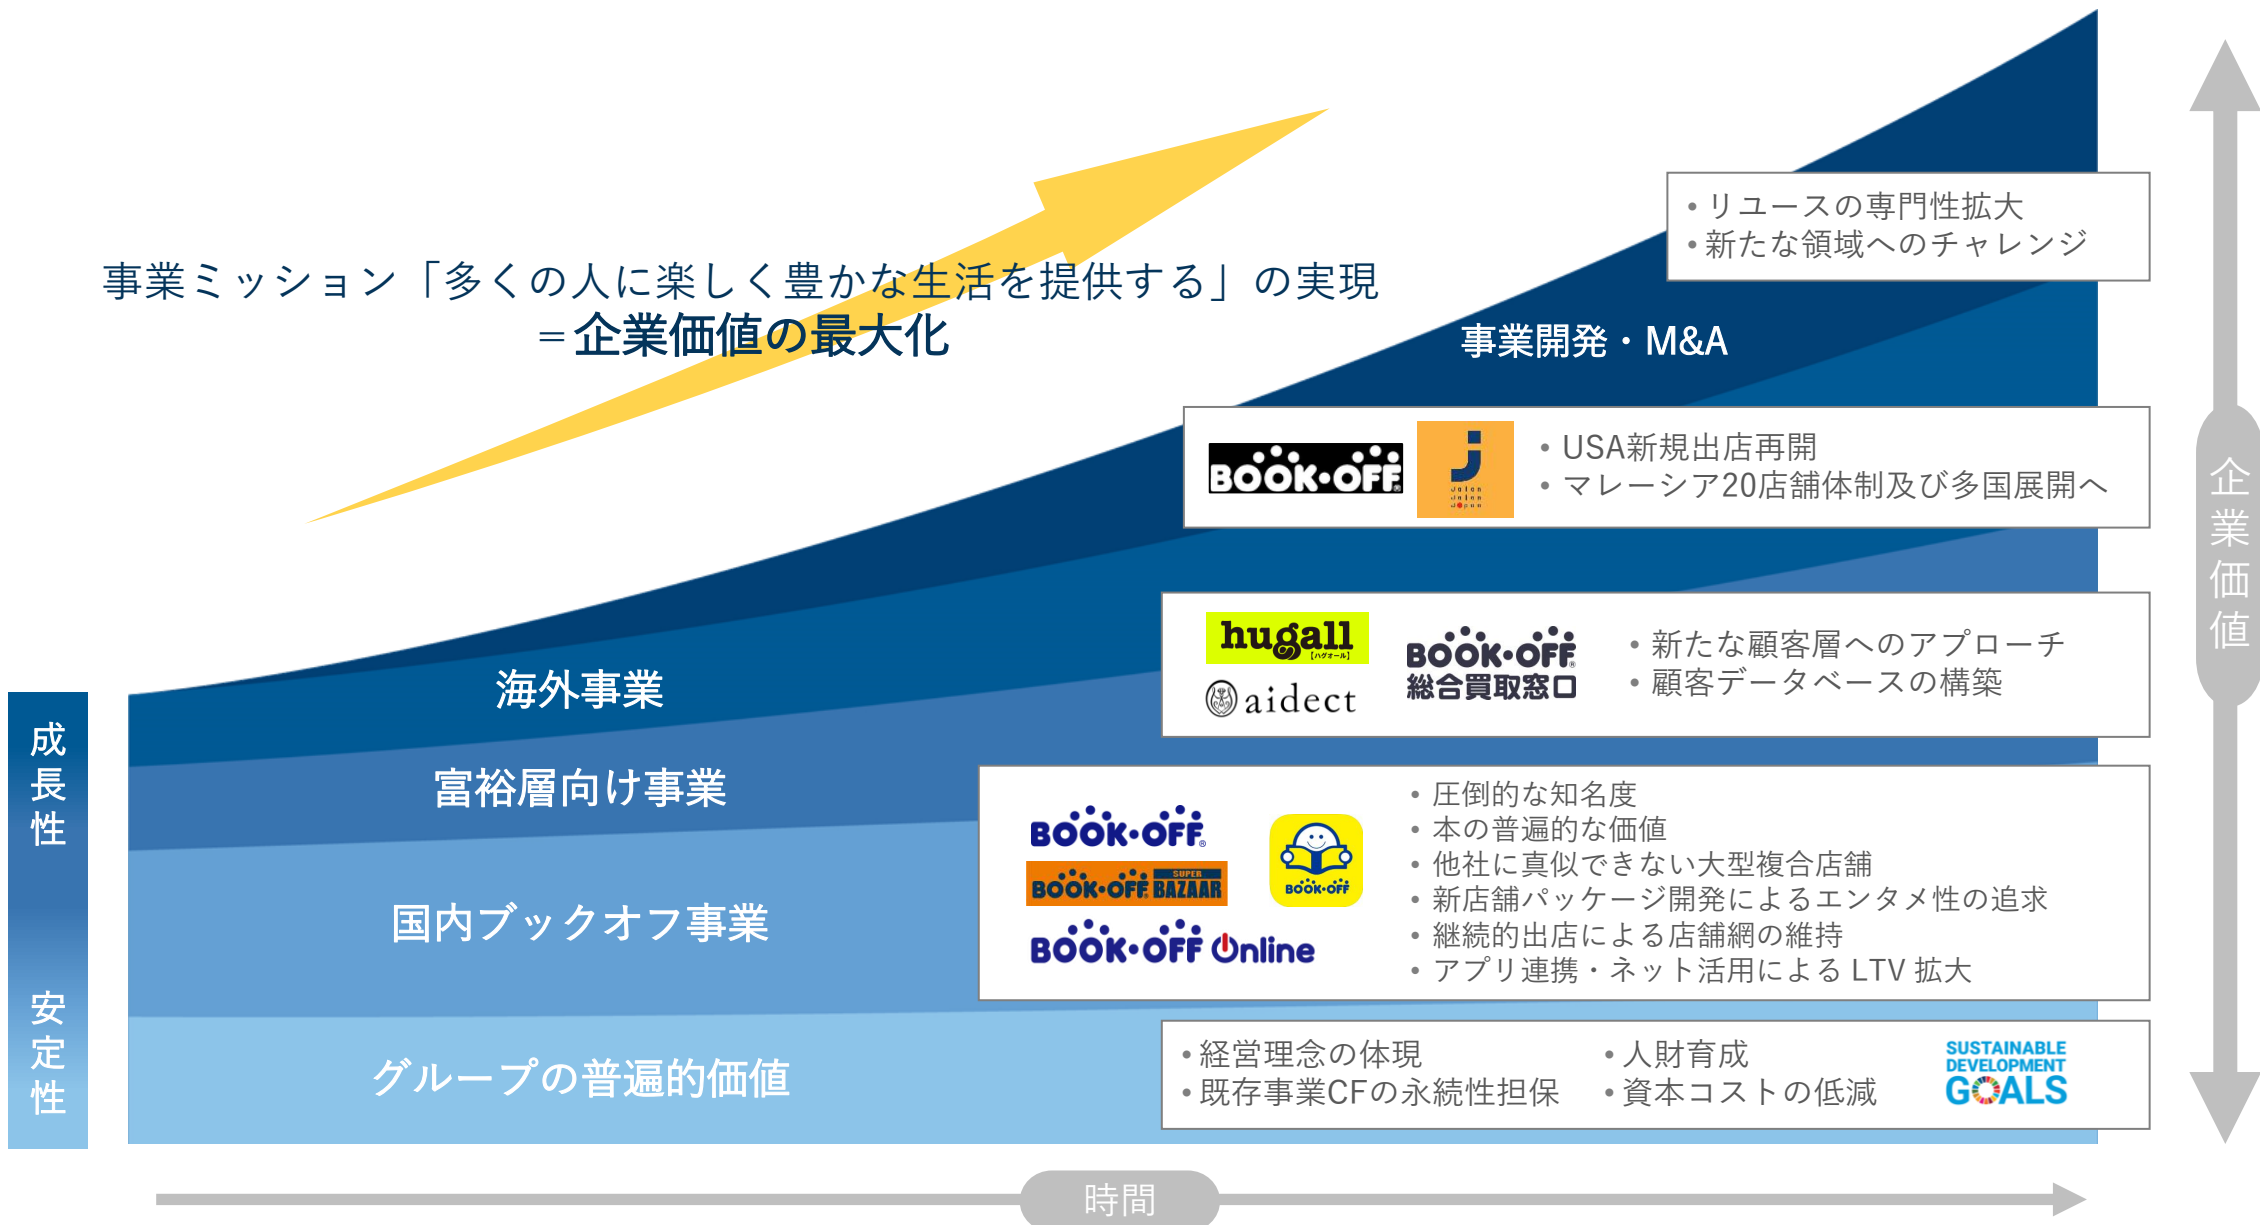 事業ミッション「多くの人に楽しく豊かな生活を提供する」の実現
＝企業価値の最大化
• リユースの専門性拡大
• 新たな領域へのチャレンジ
事業開発・M&A
BOOK•OFF®
Jalan
Jalan
Japan
• USA新規出店再開
• マレーシア20店舗体制及び多国展開へ
海外事業
hugall
【ハグオール】
aidect
BOOK•OFF®
総合買取窓口
• 新たな顧客層へのアプローチ
• 顧客データベースの構築
富裕層向け事業
BOOK•OFF®
BOOK•OFF SUPER BAZAAR
BOOK•OFF Online
BOOK•OFF
• 圧倒的な知名度
• 本の普遍的な価値
• 他社に真似できない大型複合店舗
• 新店舗パッケージ開発によるエンタメ性の追求
• 継続的出店による店舗網の維持
• アプリ連携・ネット活用による LTV 拡大
国内ブックオフ事業
グループの普遍的価値
• 経営理念の体現
• 既存事業CFの永続性担保
• 人財育成
• 資本コストの低減
SUSTAINABLE
DEVELOPMENT
GOALS
成長性
安定性
企業価値
時間